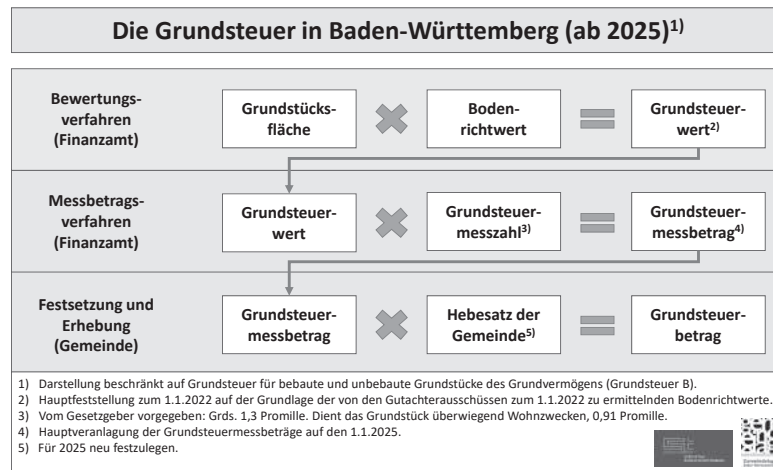 Die Grundsteuer in Baden-Württemberg (ab 2025)1)
Bewertungs-
verfahren
(Finanzamt)
Grundstücks-
fläche
Boden-
richtwert
Grundsteuer-
wert2)
Messbetrags-
verfahren
(Finanzamt)
Grundsteuer-
wert
Grundsteuer-
messzahl3)
Grundsteuer-
messbetrag4)
Festsetzung und
Erhebung
(Gemeinde)
Grundsteuer-
messbetrag
Hebesatz der
Gemeinde5)
Grundsteuer-
betrag
1) Darstellung beschränkt auf Grundsteuer für bebaute und unbebaute Grundstücke des Grundvermögens (Grundsteuer B).
2) Hauptfeststellung zum 1.1.2022 auf der Grundlage der von den Gutachterausschüssen zum 1.1.2022 zu ermittelnden Bodenrichtwerte.
3) Vom Gesetzgeber vorgegeben: Grds. 1,3 Promille. Dient das Grundstück überwiegend Wohnzwecken, 0,91 Promille.
4) Hauptveranlagung der Grundsteuermessbeträge auf den 1.1.2025.
5) Für 2025 neu festzulegen.